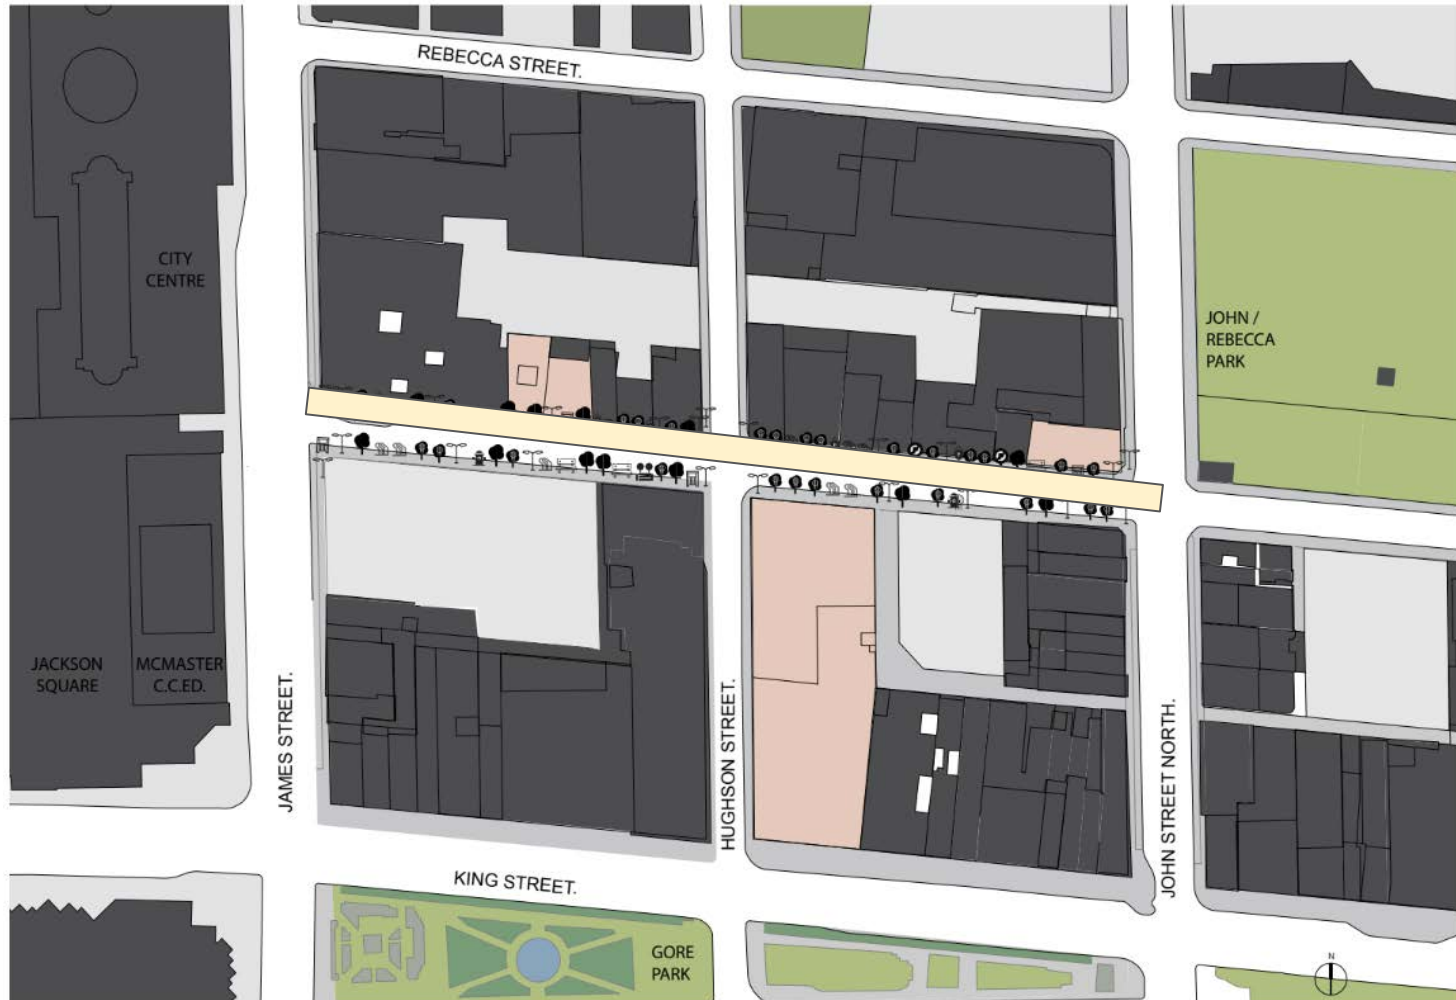 REBECCA STREET.
CITY
CENTRE
JOHN /
REBECCA
PARK
JACKSON
SQUARE
MCMASTER
C.C.ED.
JAMES STREET.
HUGHSON STREET.
JOHN STREET NORTH.
KING STREET.
GORE
PARK
N